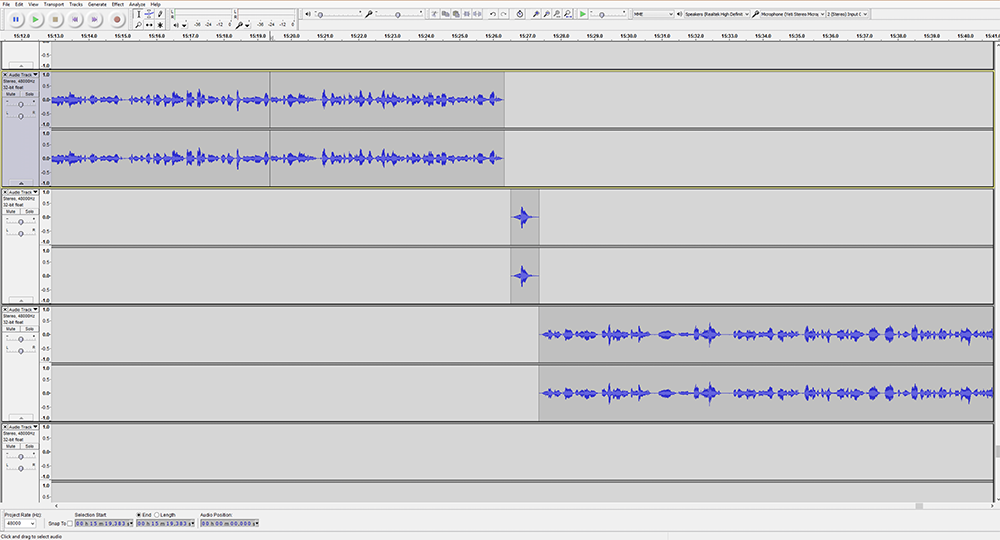 File Edit View Transport Tracks Generate Effect Analyze Help
L R -36 -24 -12 0 L R -36 -24 -12 0
MME Speakers (Realtek High Definit Microphone (Yeti Stereo Microp 2 (Stereo) Input C
-36 -24 -12 0 -36 -24 -12 0
15:12.0 15:13.0 15:14.0 15:15.0 15:16.0 15:17.0 15:18.0 15:19.0 15:20.0 15:21.0 15:22.0 15:23.0 15:24.0 15:25.0 15:26.0 15:27.0 15:28.0 15:29.0 15:30.0 15:31.0 15:32.0 15:33.0 15:34.0 15:35.0 15:36.0 15:37.0 15:38.0 15:39.0 15:40.0 15:41.0
-0.5
-1.0
Audio Track 1.0
Stereo, 48000Hz
32-bit float 0.5
Mute Solo
- + 0.0
L R -0.5
-1.0
1.0
0.5
0.0
-0.5
-1.0
Audio Track 1.0
Stereo, 48000Hz
32-bit float 0.5
Mute Solo
- + 0.0
L R -0.5
-1.0
1.0
0.5
0.0
-0.5
-1.0
Audio Track 1.0
Stereo, 48000Hz
32-bit float 0.5
Mute Solo
- + 0.0
L R -0.5
-1.0
1.0
0.5
0.0
-0.5
-1.0
Audio Track 1.0
Stereo, 48000Hz
32-bit float 0.5
Mute Solo
- + 0.0
L R -0.5
-1.0
1.0
0.5
Project Rate (Hz) Selection Start End Length Audio Position:
48000 Snap To 00 h 15 m 19.383 s 00 h 15 m 19.383 s 00 h 00 m 00.000 s
Click and drag to select audio